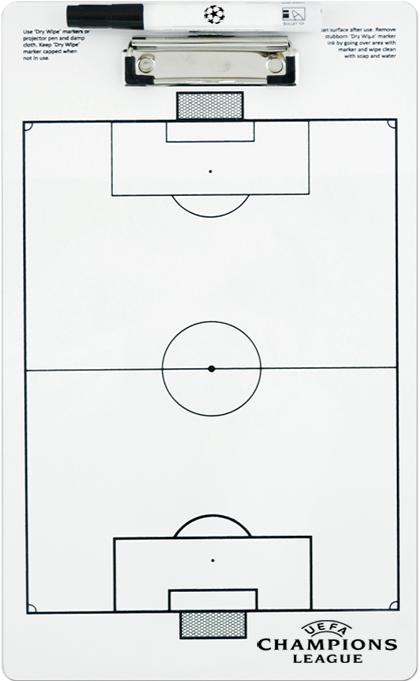 BULLET TIP
Use 'Dry Wipe' markers or
projector pen and damp
cloth. Keep 'Dry Wipe'
marker capped when
not in use.
surface after use. Remove
stubborn 'Dry Wipe' marker
ink by going over area with
marker and wipe clean
with soap and water
UEFA
CHAMPIONS
LEAGUE